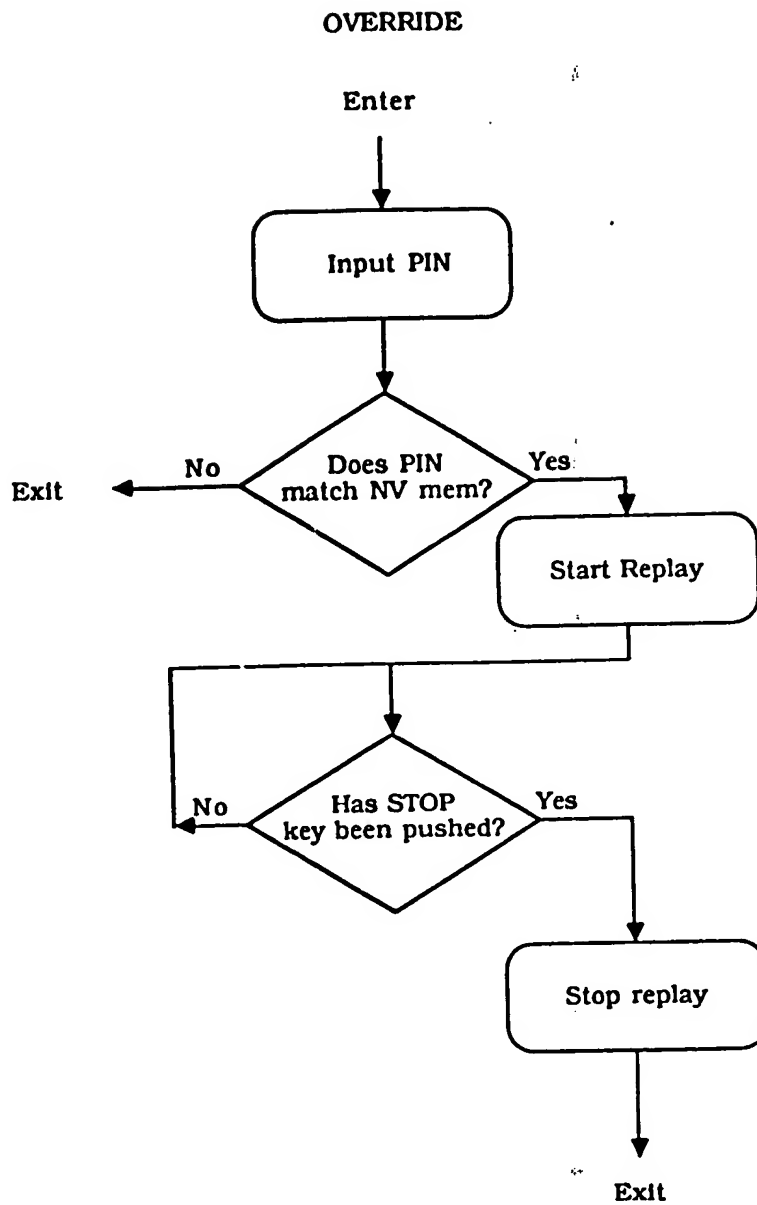 OVERRIDE
Enter
Input PIN
Does PIN
match NV mem?
No
Yes
Exit
Start Replay
Has STOP
key been pushed?
No
Yes
Stop replay
Exit